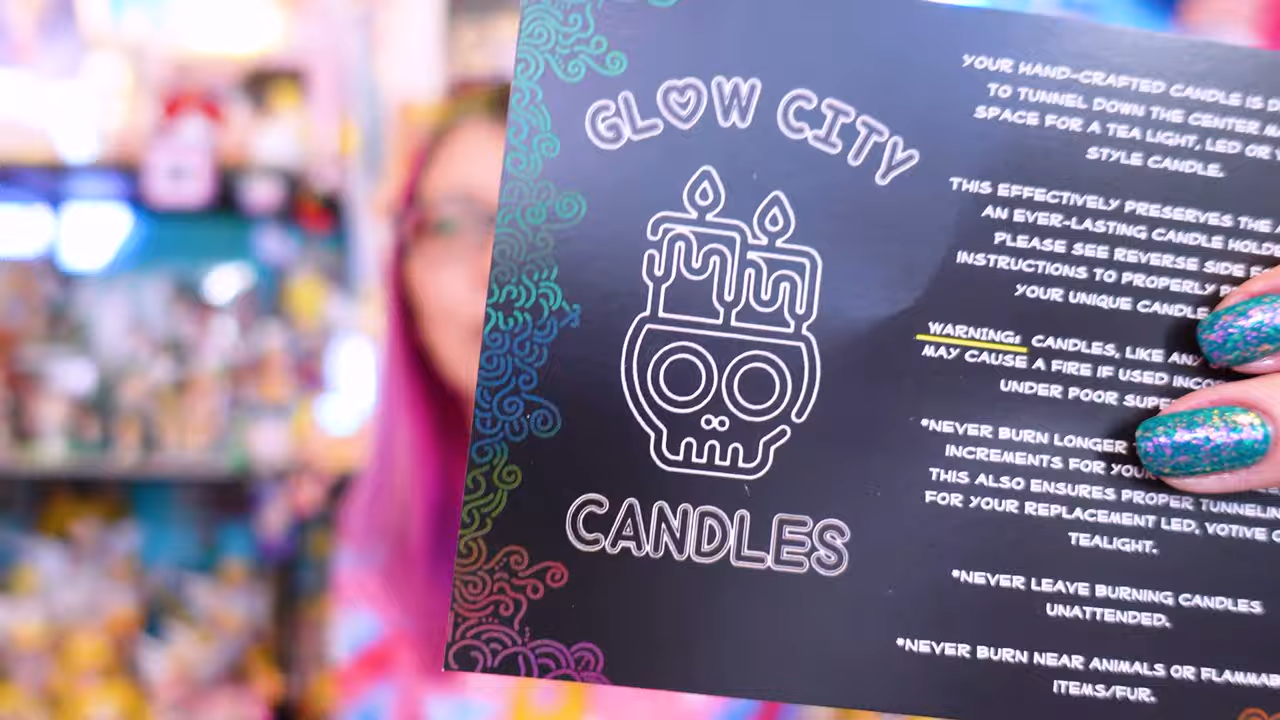 GLOW CITY
CANDLES
YOUR HAND-CRAFTED CANDLE IS
TO TUNNEL DOWN THE CENTER
SPACE FOR A TEA LIGHT, LED OR
STYLE CANDLE.
THIS EFFECTIVELY PRESERVES THE
AN EVER-LASTING CANDLE
PLEASE SEE REVERSE SIDE
INSTRUCTIONS TO PROPERLY
YOUR UNIQUE
WARNING: CANDLES, LIKE ANY
MAY CAUSE A FIRE IF USED
UNDER POOR
*NEVER BURN LONGER
INCREMENTS FOR
THIS ALSO ENSURES PROPER
FOR YOUR REPLACEMENT LED, VOTIVE
TEALIGHT.
*NEVER LEAVE BURNING CANDLES
UNATTENDED.
*NEVER BURN NEAR ANIMALS OR
ITEMS/FUR.